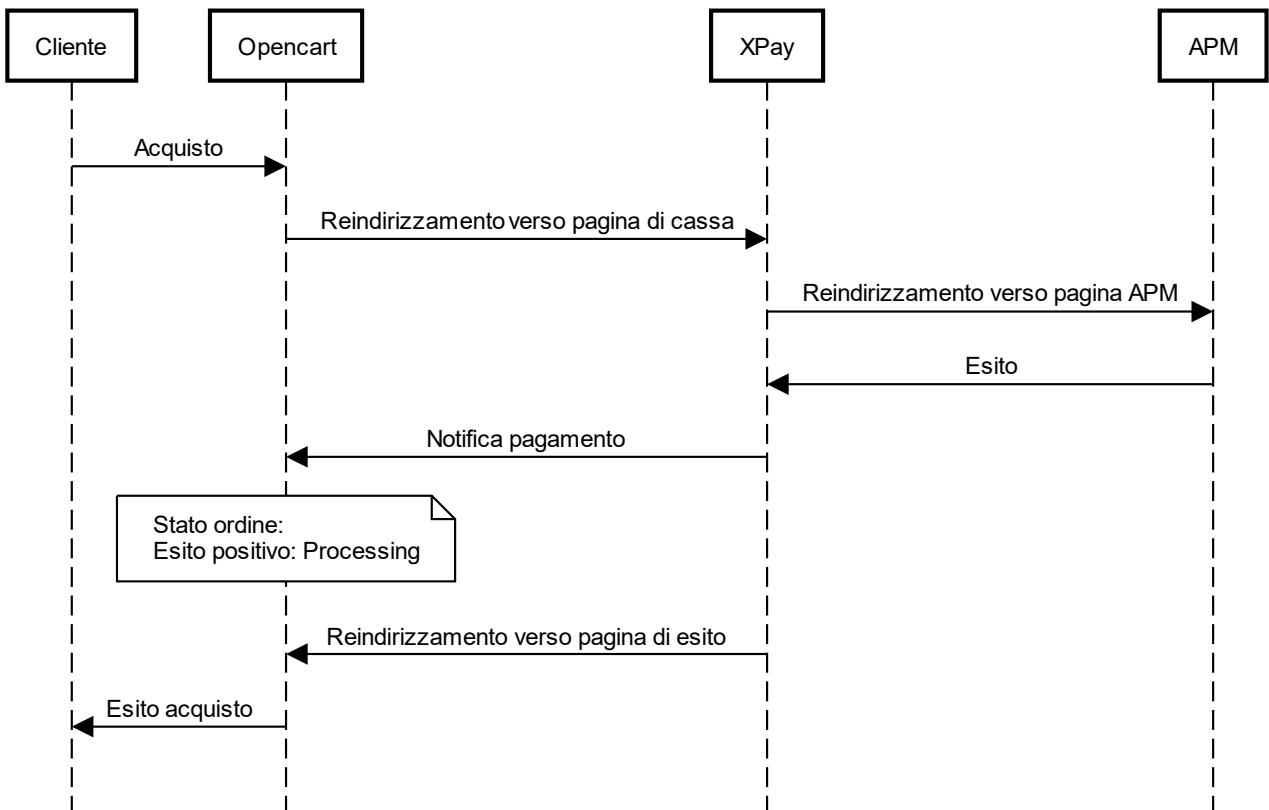 Cliente
Opencart
XPay
APM
Acquisto
Reindirizzamento verso pagina di cassa
Reindirizzamento verso pagina APM
Esito
Notifica pagamento
Stato ordine:
Esito positivo: Processing
Reindirizzamento verso pagina di esito
Esito acquisto